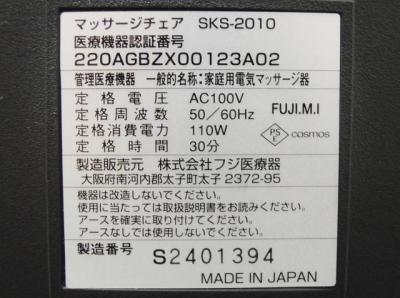 マッサージチェア SKS-2010
医療機器認証番号
220AGBZX00123A02
管理医療機器 一般的名称:家庭用電気マッサージ器
定格電圧 AC100V
定格周波数 50/60Hz
定格消費電力 110W
定格時間 30分
FUJI.M.I
PSE cosmos
製造販売元 株式会社フジ医療器
大阪府南河内郡太子町太子 2372-95
機器は改造しないでください。
使用に当たっては取扱説明書をお読みください。
アースを確実に取り付けてください。
アースなしでは使用しないでください。
製造番号 S2401394
MADE IN JAPAN